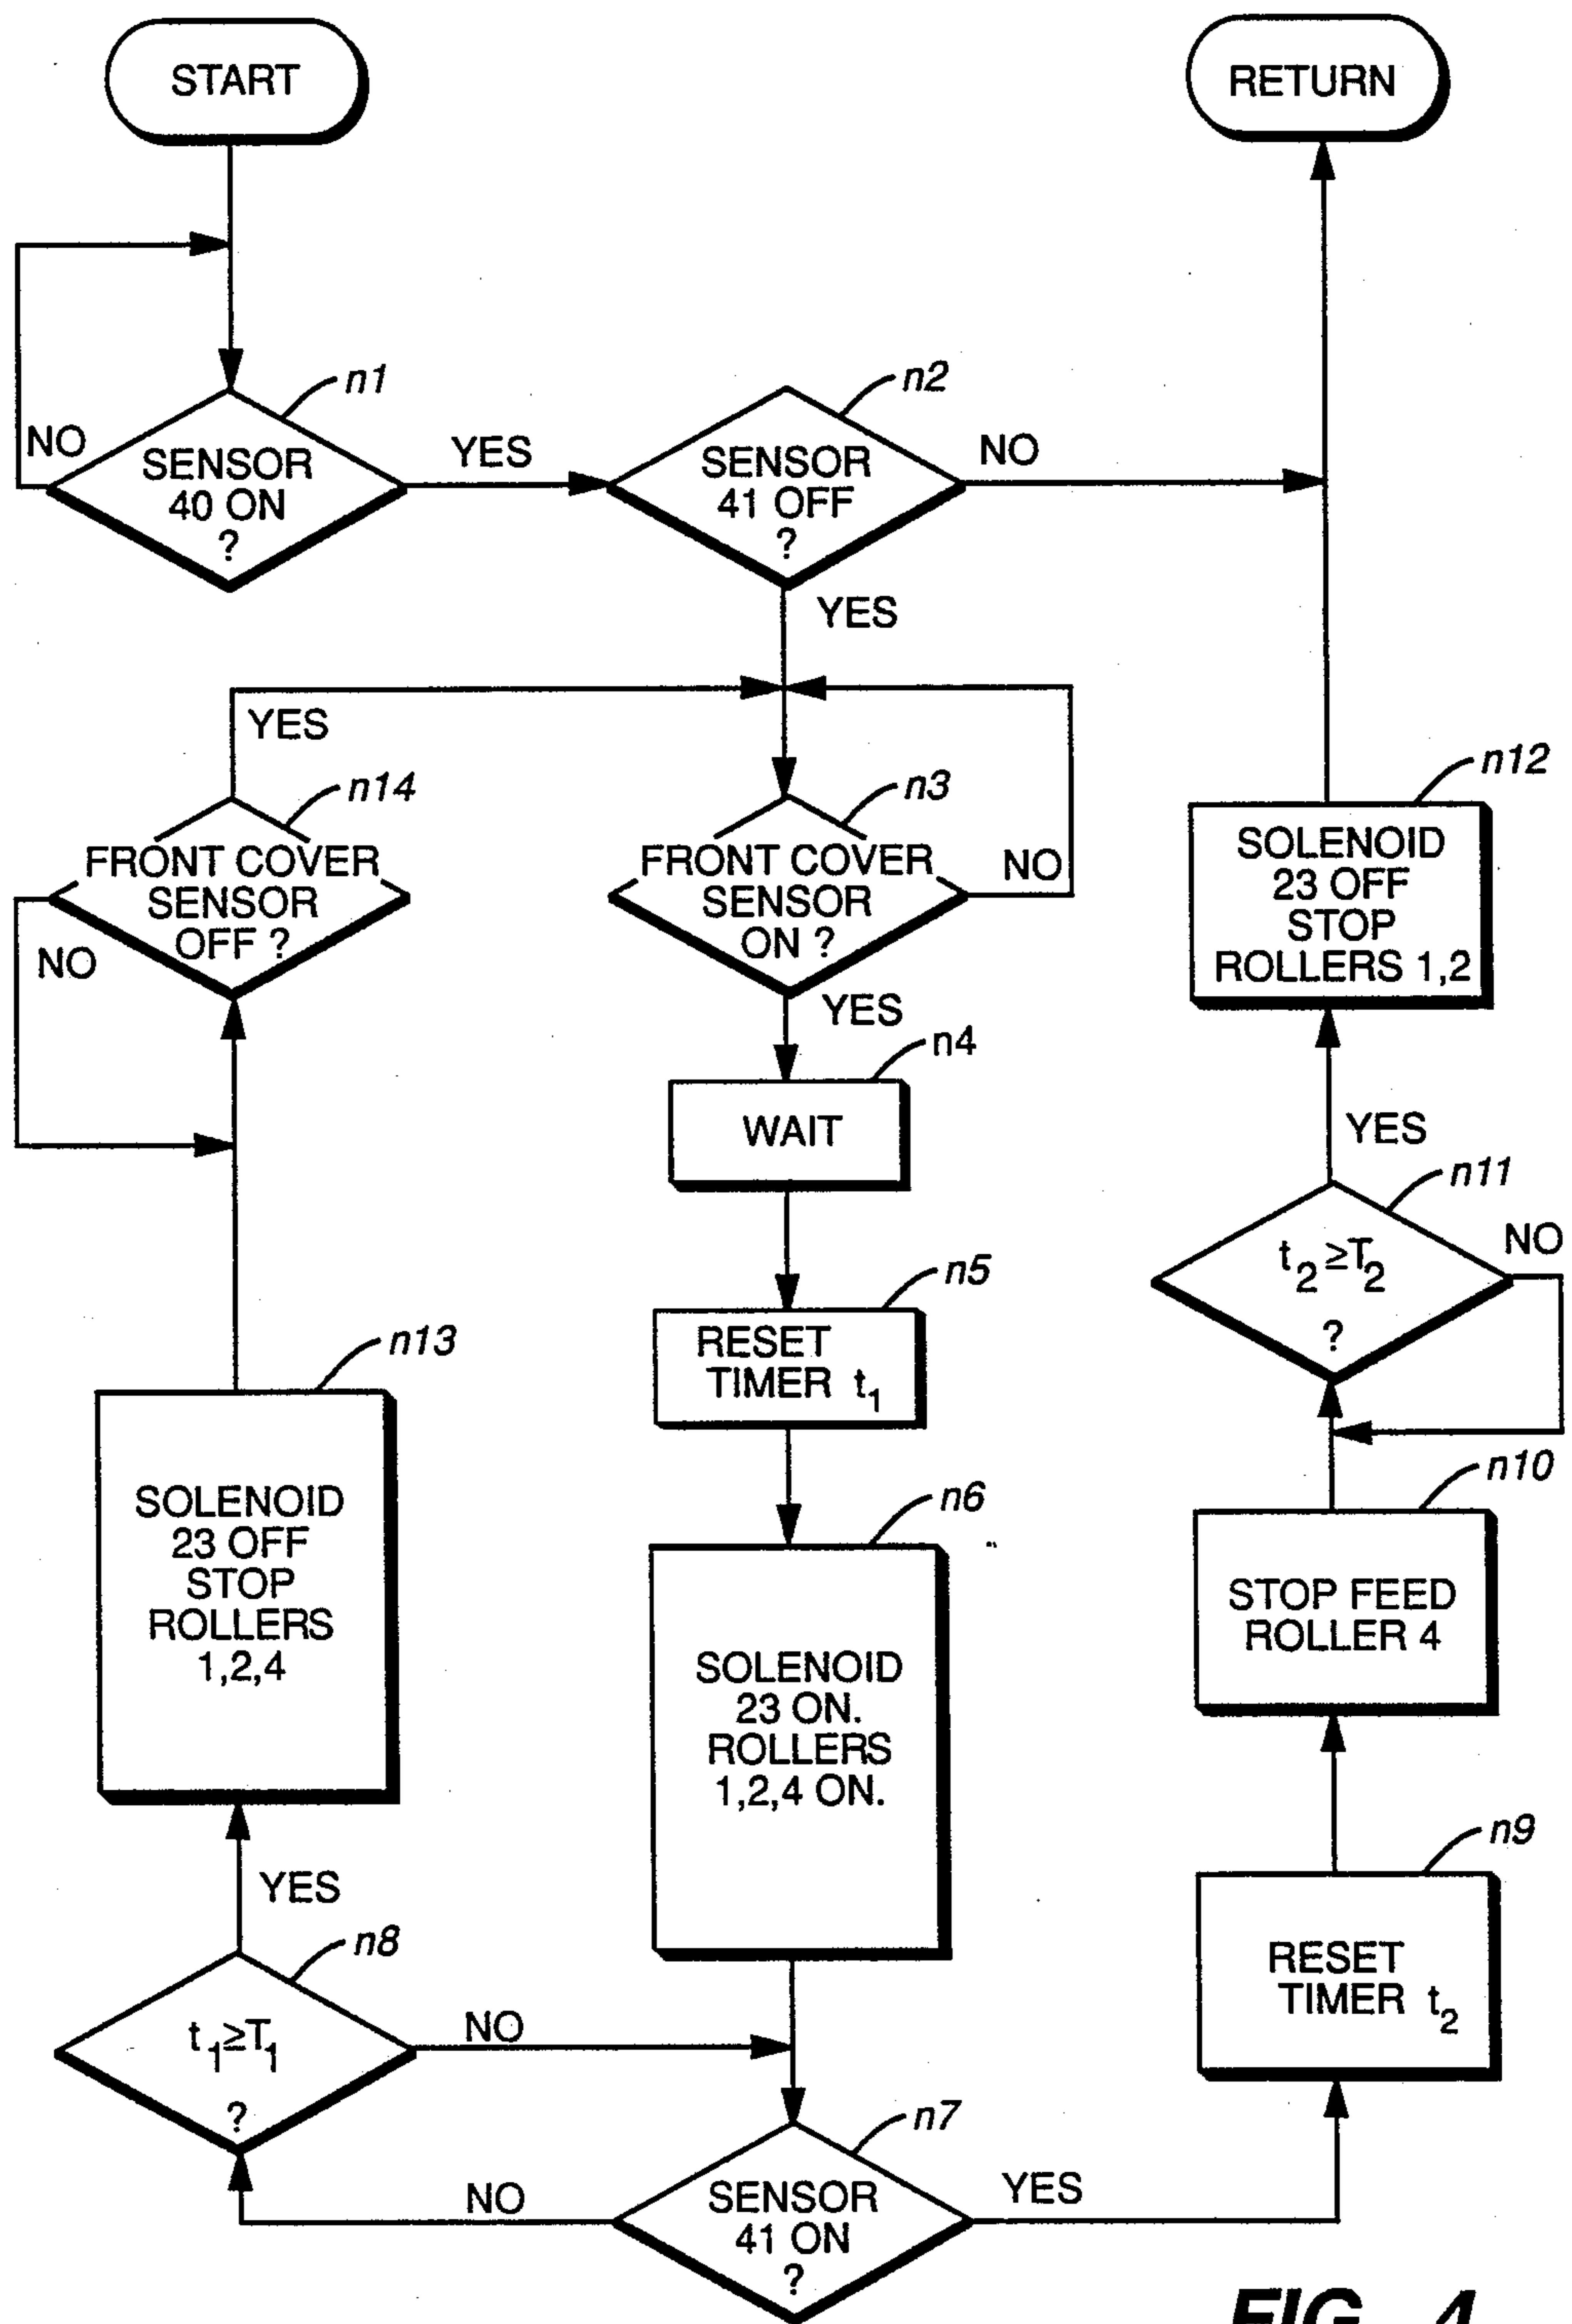 START
RETURN
n1
NO
SENSOR
40 ON
?
YES
n2
SENSOR
41 OFF
?
NO
YES
YES
n14
FRONT COVER
SENSOR
OFF ?
NO
n3
FRONT COVER
SENSOR
ON ?
NO
YES
n12
SOLENOID
23 OFF
STOP
ROLLERS 1,2
n4
WAIT
YES
n11
t₂≥T₂
?
NO
n5
RESET
TIMER t₁
n13
SOLENOID
23 OFF
STOP
ROLLERS
1,2,4
n6
SOLENOID
23 ON.
ROLLERS
1,2,4 ON.
n10
STOP FEED
ROLLER 4
YES
n8
t₁≥T₁
?
NO
n9
RESET
TIMER t₂
n7
NO
SENSOR
41 ON
?
YES
FIG. 4